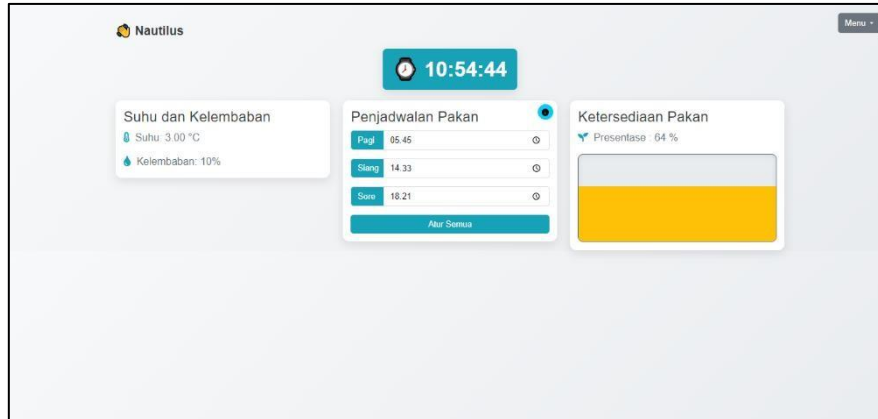 Nautilus
Menu
10:54:44
Suhu dan Kelembaban
Suhu: 3.00 °C
Kelembaban: 10%
Penjadwalan Pakan
Pagi 05.45
Siang 14.33
Sore 18.21
Atur Semua
Ketersediaan Pakan
Presentase 64 %